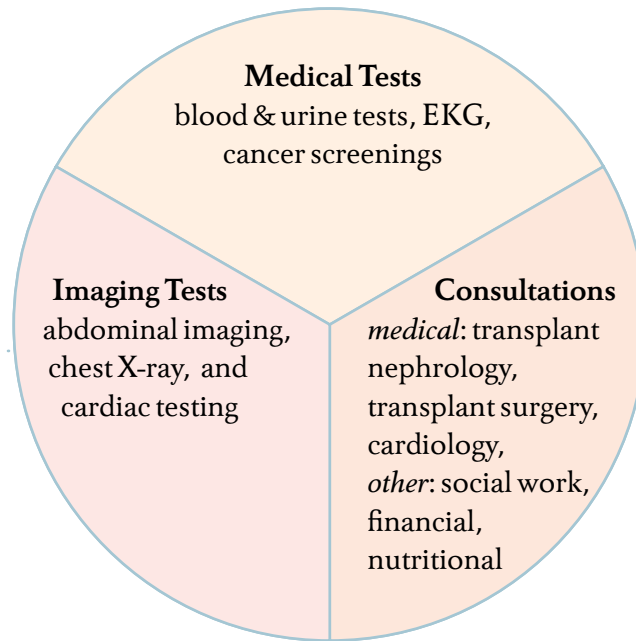 Medical Tests
blood & urine tests, EKG,
cancer screenings
Imaging Tests
abdominal imaging,
chest X-ray, and
cardiac testing
Consultations
medical: transplant
nephrology,
transplant surgery,
cardiology,
other: social work,
financial,
nutritional